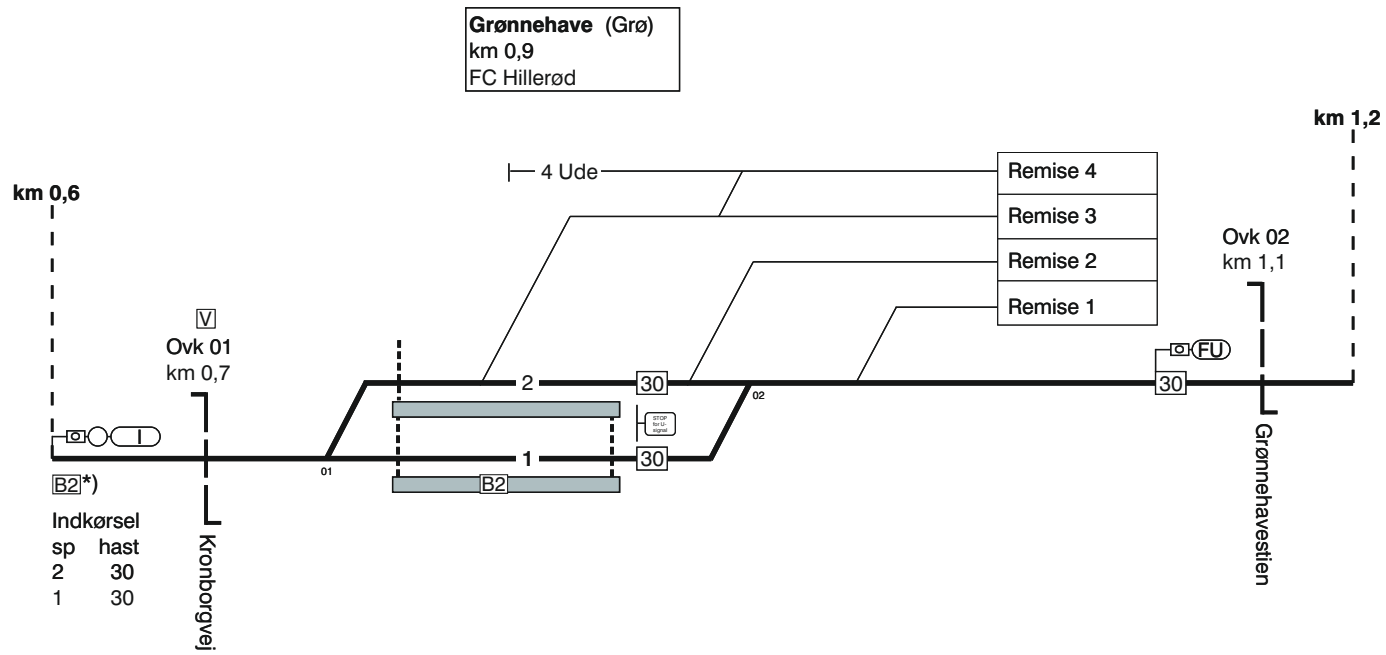 Grønnehave (Grø)
km 0,9
FC Hillerød
km 1,2
km 0,6
4 Ude
Remise 4
Remise 3
Remise 2
Remise 1
Ovk 02
km 1,1
V
Ovk 01
km 0,7
FU
2
30
30
02
STOP
for U-
signal
I
1
30
01
B2*)
B2
Indkørsel
sp hast
2 30
1 30
Kronborgvej
Grønnehavestien